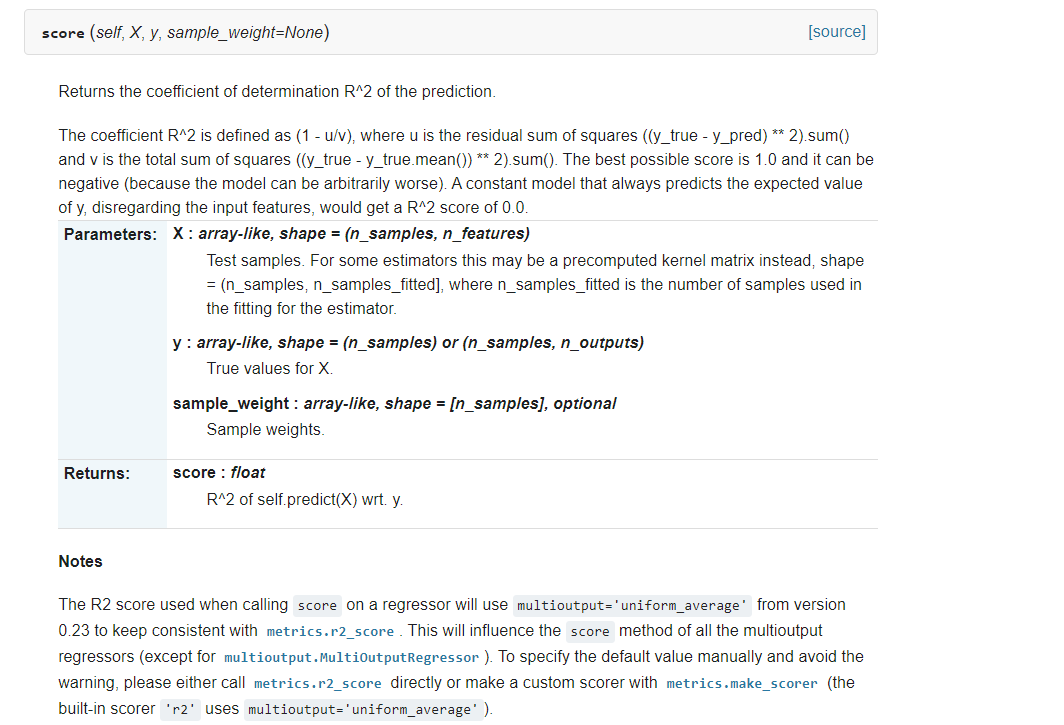 score (self, X, y, sample_weight=None) [source]
Returns the coefficient of determination R^2 of the prediction.
The coefficient R^2 is defined as (1 - u/v), where u is the residual sum of squares ((y_true - y_pred) ** 2).sum()
and v is the total sum of squares ((y_true - y_true.mean()) ** 2).sum(). The best possible score is 1.0 and it can be
negative (because the model can be arbitrarily worse). A constant model that always predicts the expected value
of y, disregarding the input features, would get a R^2 score of 0.0.
Parameters: X : array-like, shape = (n_samples, n_features)
Test samples. For some estimators this may be a precomputed kernel matrix instead, shape
= (n_samples, n_samples_fitted], where n_samples_fitted is the number of samples used in
the fitting for the estimator.
y : array-like, shape = (n_samples) or (n_samples, n_outputs)
True values for X.
sample_weight : array-like, shape = [n_samples], optional
Sample weights.
Returns: score : float
R^2 of self.predict(X) wrt. y.
Notes
The R2 score used when calling score on a regressor will use multioutput='uniform_average' from version
0.23 to keep consistent with metrics.r2_score . This will influence the score method of all the multioutput
regressors (except for multioutput.MultiOutputRegressor ). To specify the default value manually and avoid the
warning, please either call metrics.r2_score directly or make a custom scorer with metrics.make_scorer (the
built-in scorer 'r2' uses multioutput='uniform_average' ).